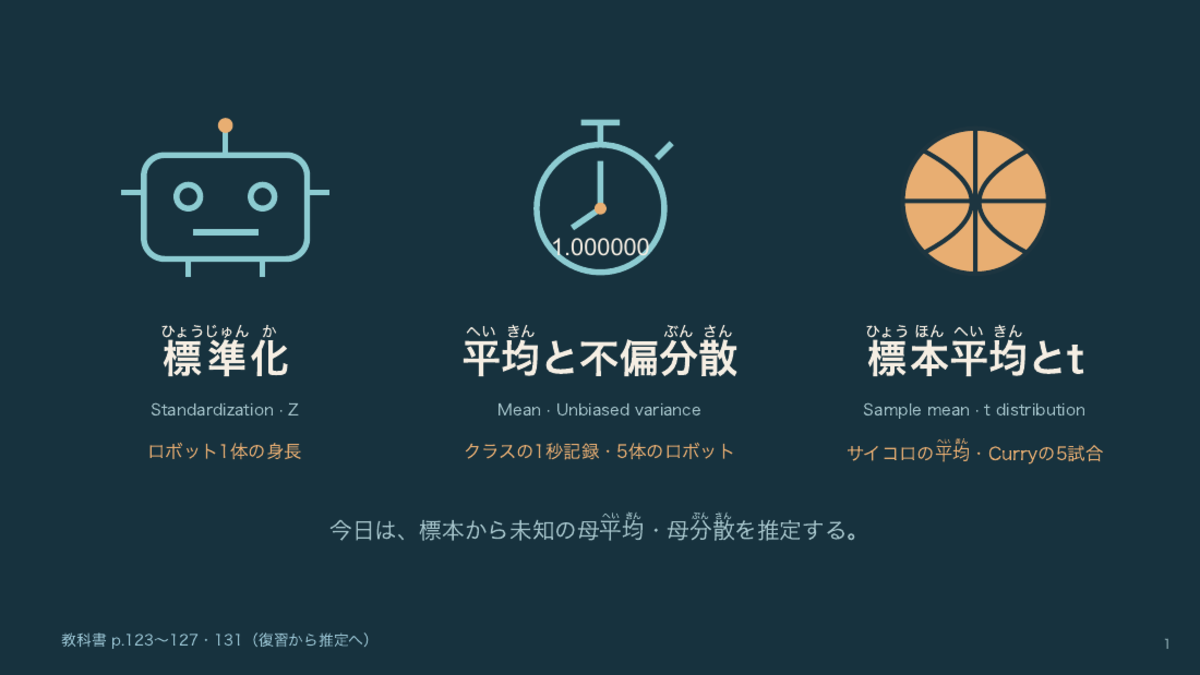 1.000000
ひょうじゅん か
標準化
へい きん ぶん さん
平均と不偏分散
ひょう ほん へい きん
標本平均とt
Standardization · Z
Mean · Unbiased variance
Sample mean · t distribution
ロボット1体の身長
クラスの1秒記録・5体のロボット
へい きん
サイコロの平均・Curryの5試合
へい きん ぶん さん
今日は、標本から未知の母平均・母分散を推定する。
教科書 p.123〜127・131（復習から推定へ）
1